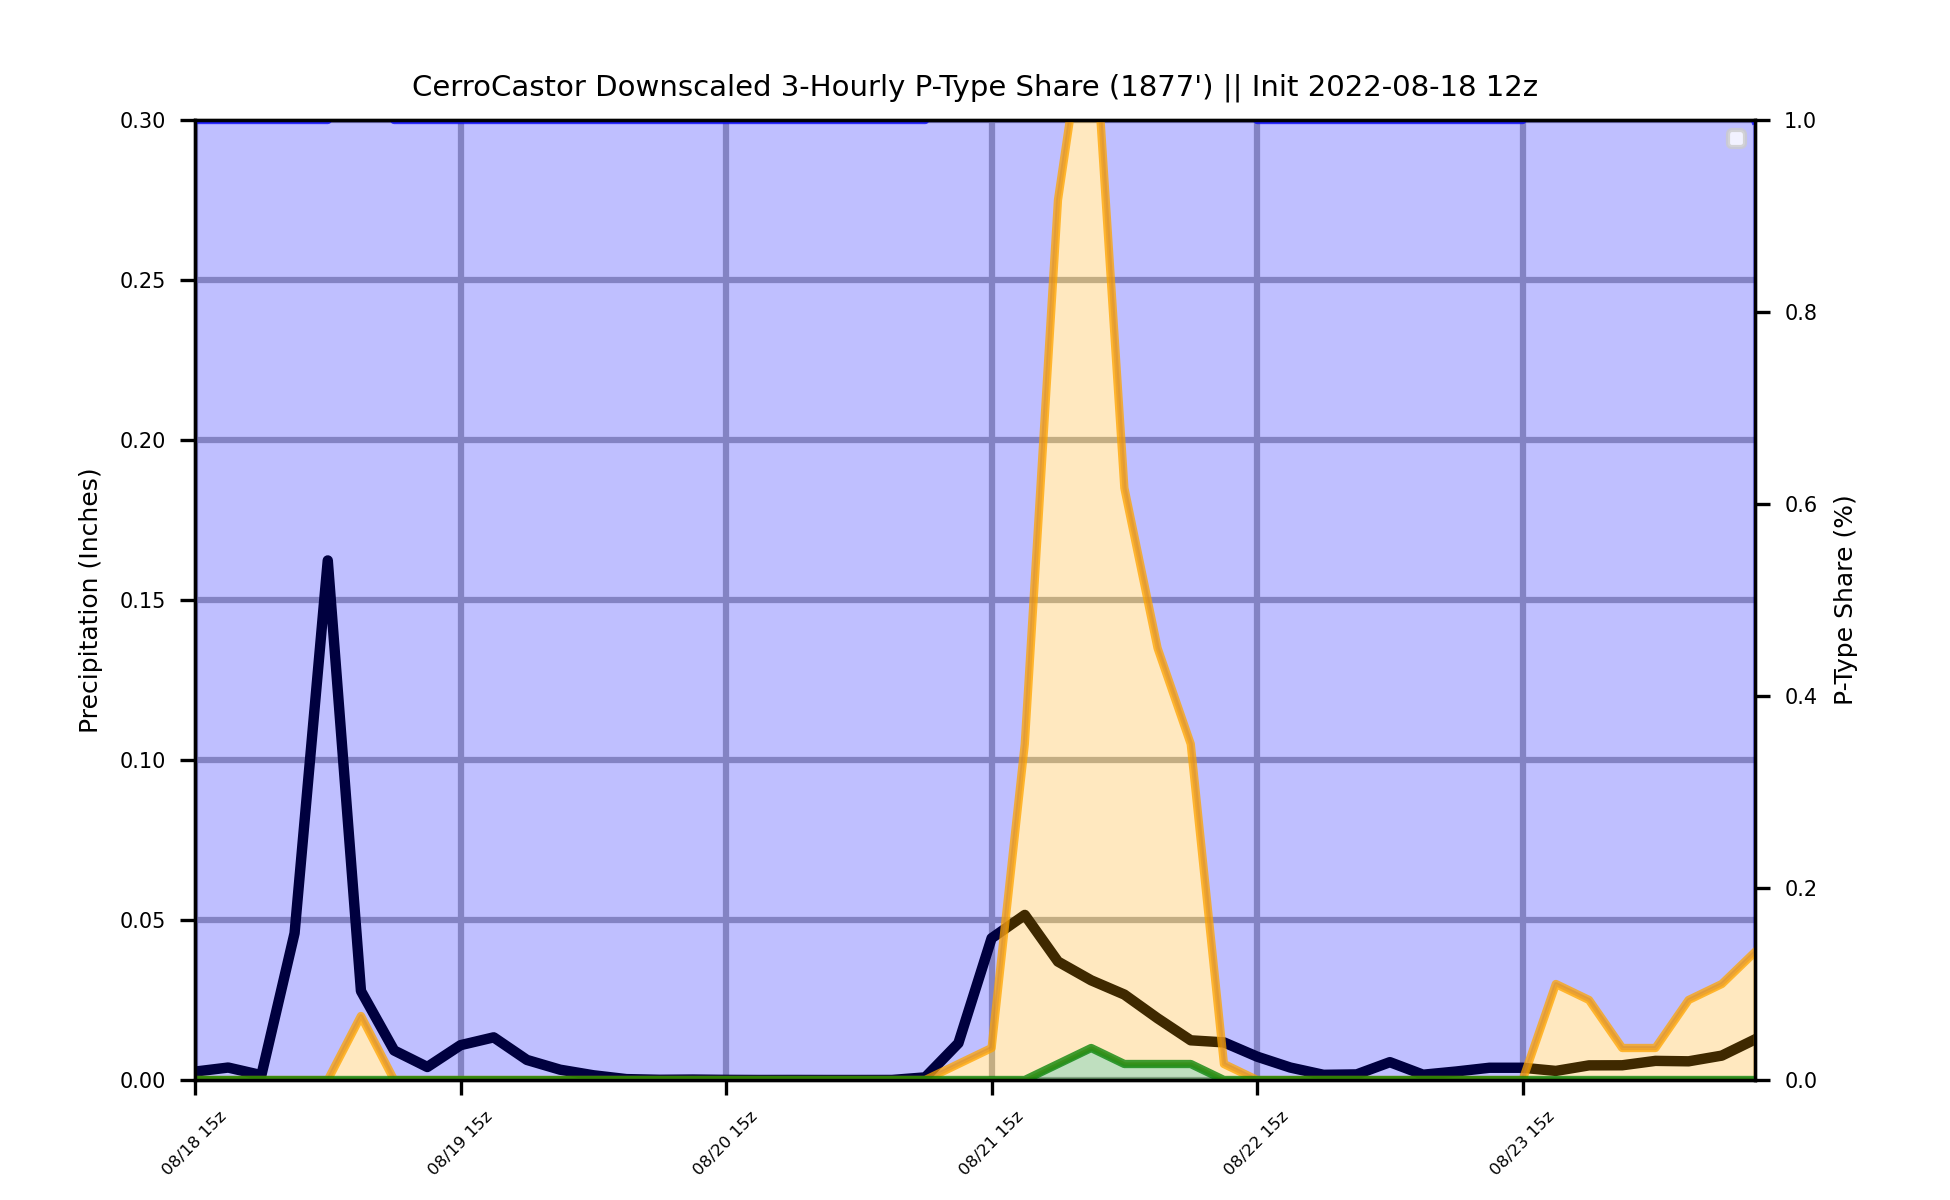 CerroCastor Downscaled 3-Hourly P-Type Share (1877') || Init 2022-08-18 12z
Precipitation (Inches)
0.30
0.25
0.20
0.15
0.10
0.05
0.00
1.0
0.8
0.6
0.4
0.2
0.0
P-Type Share (%)
08/18 15z
08/19 15z
08/20 15z
08/21 15z
08/22 15z
08/23 15z